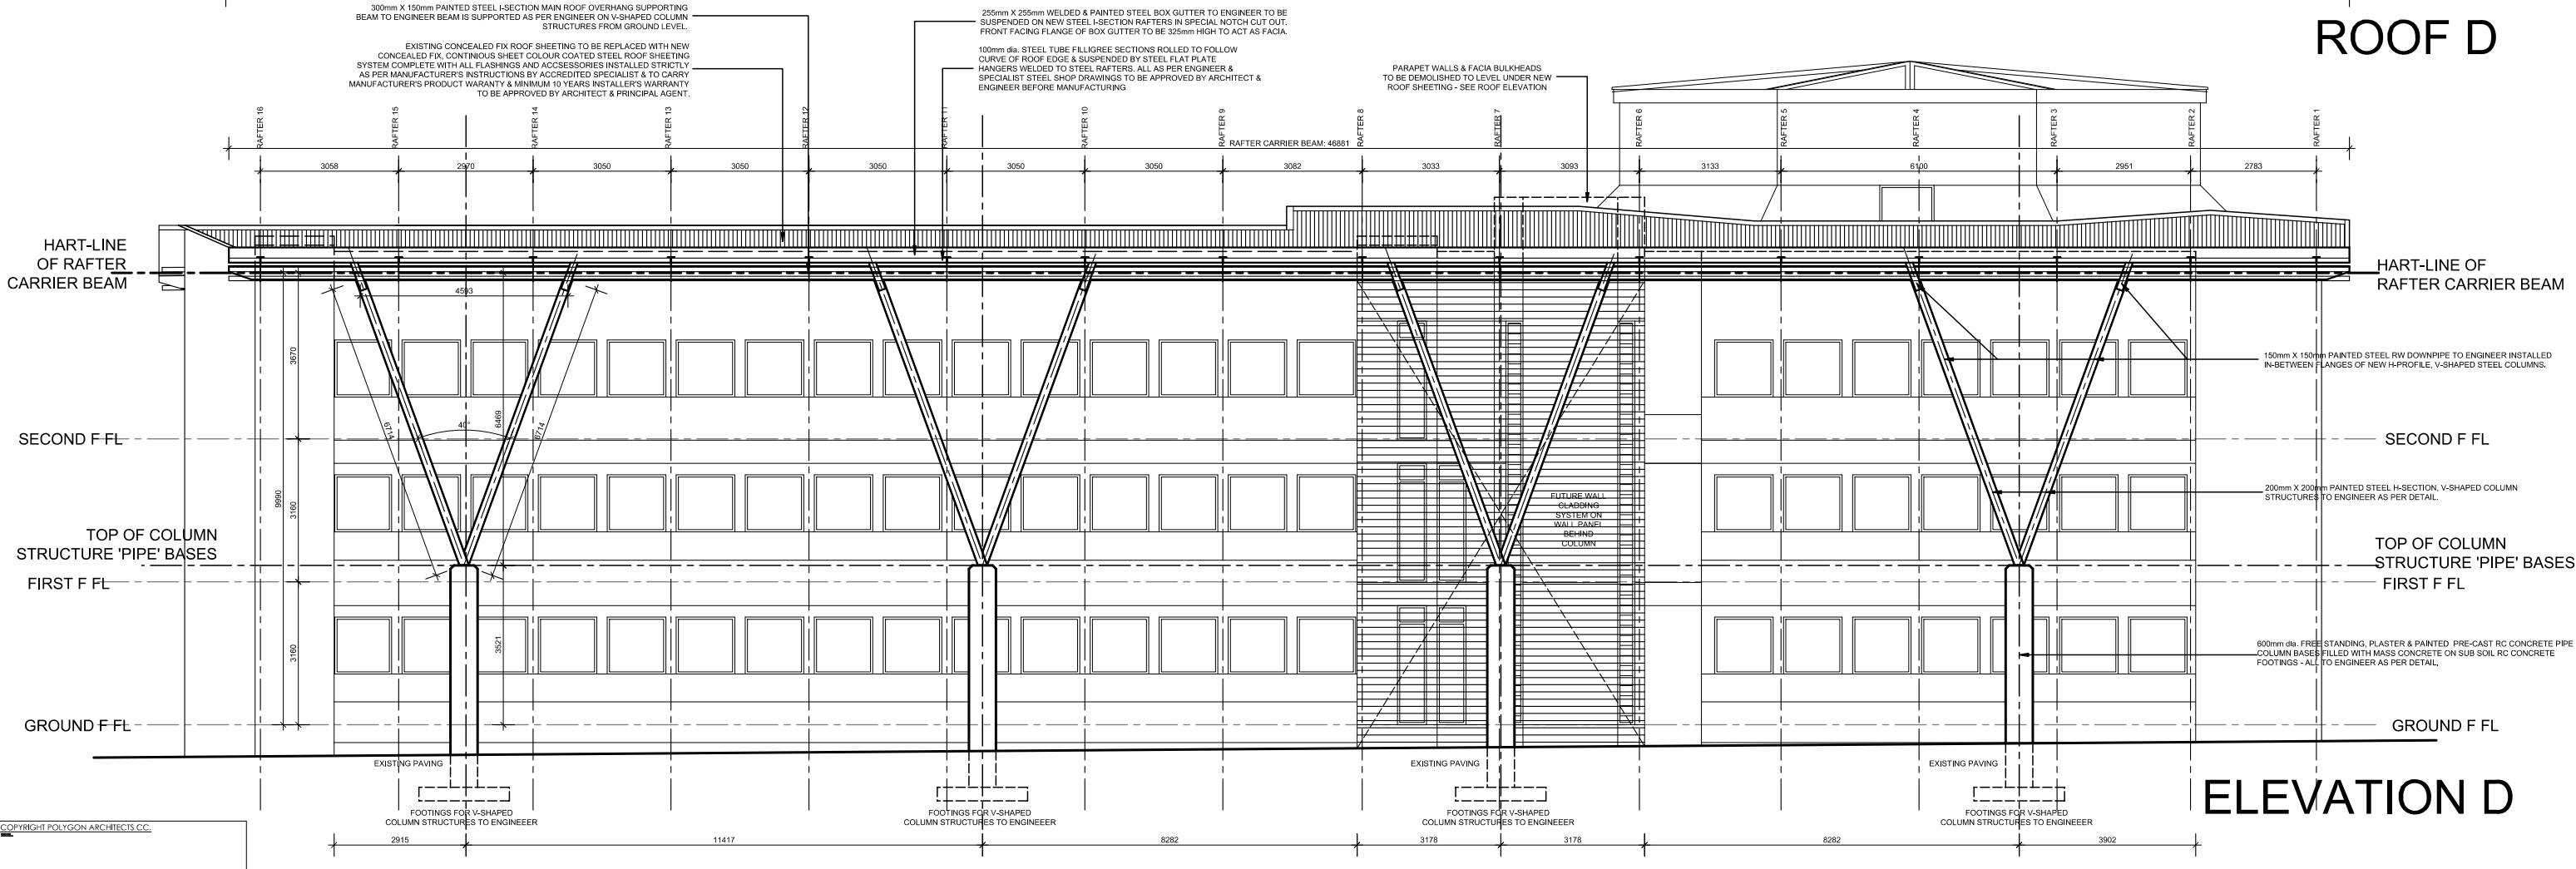 300mm X 150mm PAINTED STEEL I-SECTION MAIN ROOF OVERHANG SUPPORTING
BEAM TO ENGINEER BEAM IS SUPPORTED AS PER ENGINEER ON V-SHAPED COLUMN
STRUCTURES FROM GROUND LEVEL.
EXISTING CONCEALED FIX ROOF SHEETING TO BE REPLACED WITH NEW
CONCEALED FIX, CONTINOUS SHEET COLOUR COATED STEEL ROOF SHEETING
SYSTEM COMPLETE WITH ALL FLASHINGS AND ACCSESSORIES INSTALLED STRICTLY
AS PER MANUFACTURER'S INSTRUCTIONS BY ACCREDITED SPECIALIST & TO CARRY
MANUFACTURER'S PRODUCT WARANTY & MINIMUM 10 YEARS INSTALLER'S WARRANTY
TO BE APPROVED BY ARCHITECT & PRINCIPAL AGENT.
255mm X 255mm WELDED & PAINTED STEEL BOX GUTTER TO ENGINEER TO BE
SUSPENDED ON NEW STEEL I-SECTION RAFTERS IN SPECIAL NOTCH CUT OUT.
FRONT FACING FLANGE OF BOX GUTTER TO BE 325mm HIGH TO ACT AS FACIA.
100mm dia. STEEL TUBE FILLIGREE SECTIONS ROLLED TO FOLLOW
CURVE OF ROOF EDGE & SUSPENDED BY STEEL FLAT PLATE
HANGERS WELDED TO STEEL RAFTERS. ALL AS PER ENGINEER &
SPECIALIST STEEL SHOP DRAWINGS TO BE APPROVED BY ARCHITECT &
ENGINEER BEFORE MANUFACTURING
PARAPET WALLS & FACIA BULKHEADS
TO BE DEMOLISHED TO LEVEL UNDER NEW
ROOF SHEETING - SEE ROOF ELEVATION
ROOF D
RAFTER 16
RAFTER 15
RAFTER 14
RAFTER 13
RAFTER 12
RAFTER 11
RAFTER 10
RAFTER 9
RAFTER 8
RAFTER 7
RAFTER 6
RAFTER 5
RAFTER 4
RAFTER 3
RAFTER 2
RAFTER 1
RAFTER CARRIER BEAM: 46881
3058
2970
3050
3050
3050
3050
3050
3082
3033
3093
3133
6100
2951
2783
HART-LINE
OF RAFTER
CARRIER BEAM
HART-LINE OF
RAFTER CARRIER BEAM
4593
3670
6714
40°
6469
6714
150mm X 150mm PAINTED STEEL RW DOWNPIPE TO ENGINEER INSTALLED
IN-BETWEEN FLANGES OF NEW H-PROFILE, V-SHAPED STEEL COLUMNS.
SECOND F FL
SECOND F FL
9990
3160
FUTURE WALL
CLADDING
SYSTEM ON
WALL PANEL
BEHIND
COLUMN
200mm X 200mm PAINTED STEEL H-SECTION, V-SHAPED COLUMN
STRUCTURES TO ENGINEER AS PER DETAIL.
TOP OF COLUMN
STRUCTURE 'PIPE' BASES
TOP OF COLUMN
STRUCTURE 'PIPE' BASES
FIRST F FL
FIRST F FL
3160
3521
600mm dia. FREE STANDING, PLASTER & PAINTED PRE-CAST RC CONCRETE PIPE
COLUMN BASES FILLED WITH MASS CONCRETE ON SUB SOIL RC CONCRETE
FOOTINGS - ALL TO ENGINEER AS PER DETAIL,
GROUND F FL
GROUND F FL
EXISTING PAVING
EXISTING PAVING
EXISTING PAVING
ELEVATION D
FOOTINGS FOR V-SHAPED
COLUMN STRUCTURES TO ENGINEEER
FOOTINGS FOR V-SHAPED
COLUMN STRUCTURES TO ENGINEEER
FOOTINGS FOR V-SHAPED
COLUMN STRUCTURES TO ENGINEEER
FOOTINGS FOR V-SHAPED
COLUMN STRUCTURES TO ENGINEEER
COPYRIGHT POLYGON ARCHITECTS CC.
2915
11417
8282
3178
3178
8282
3902